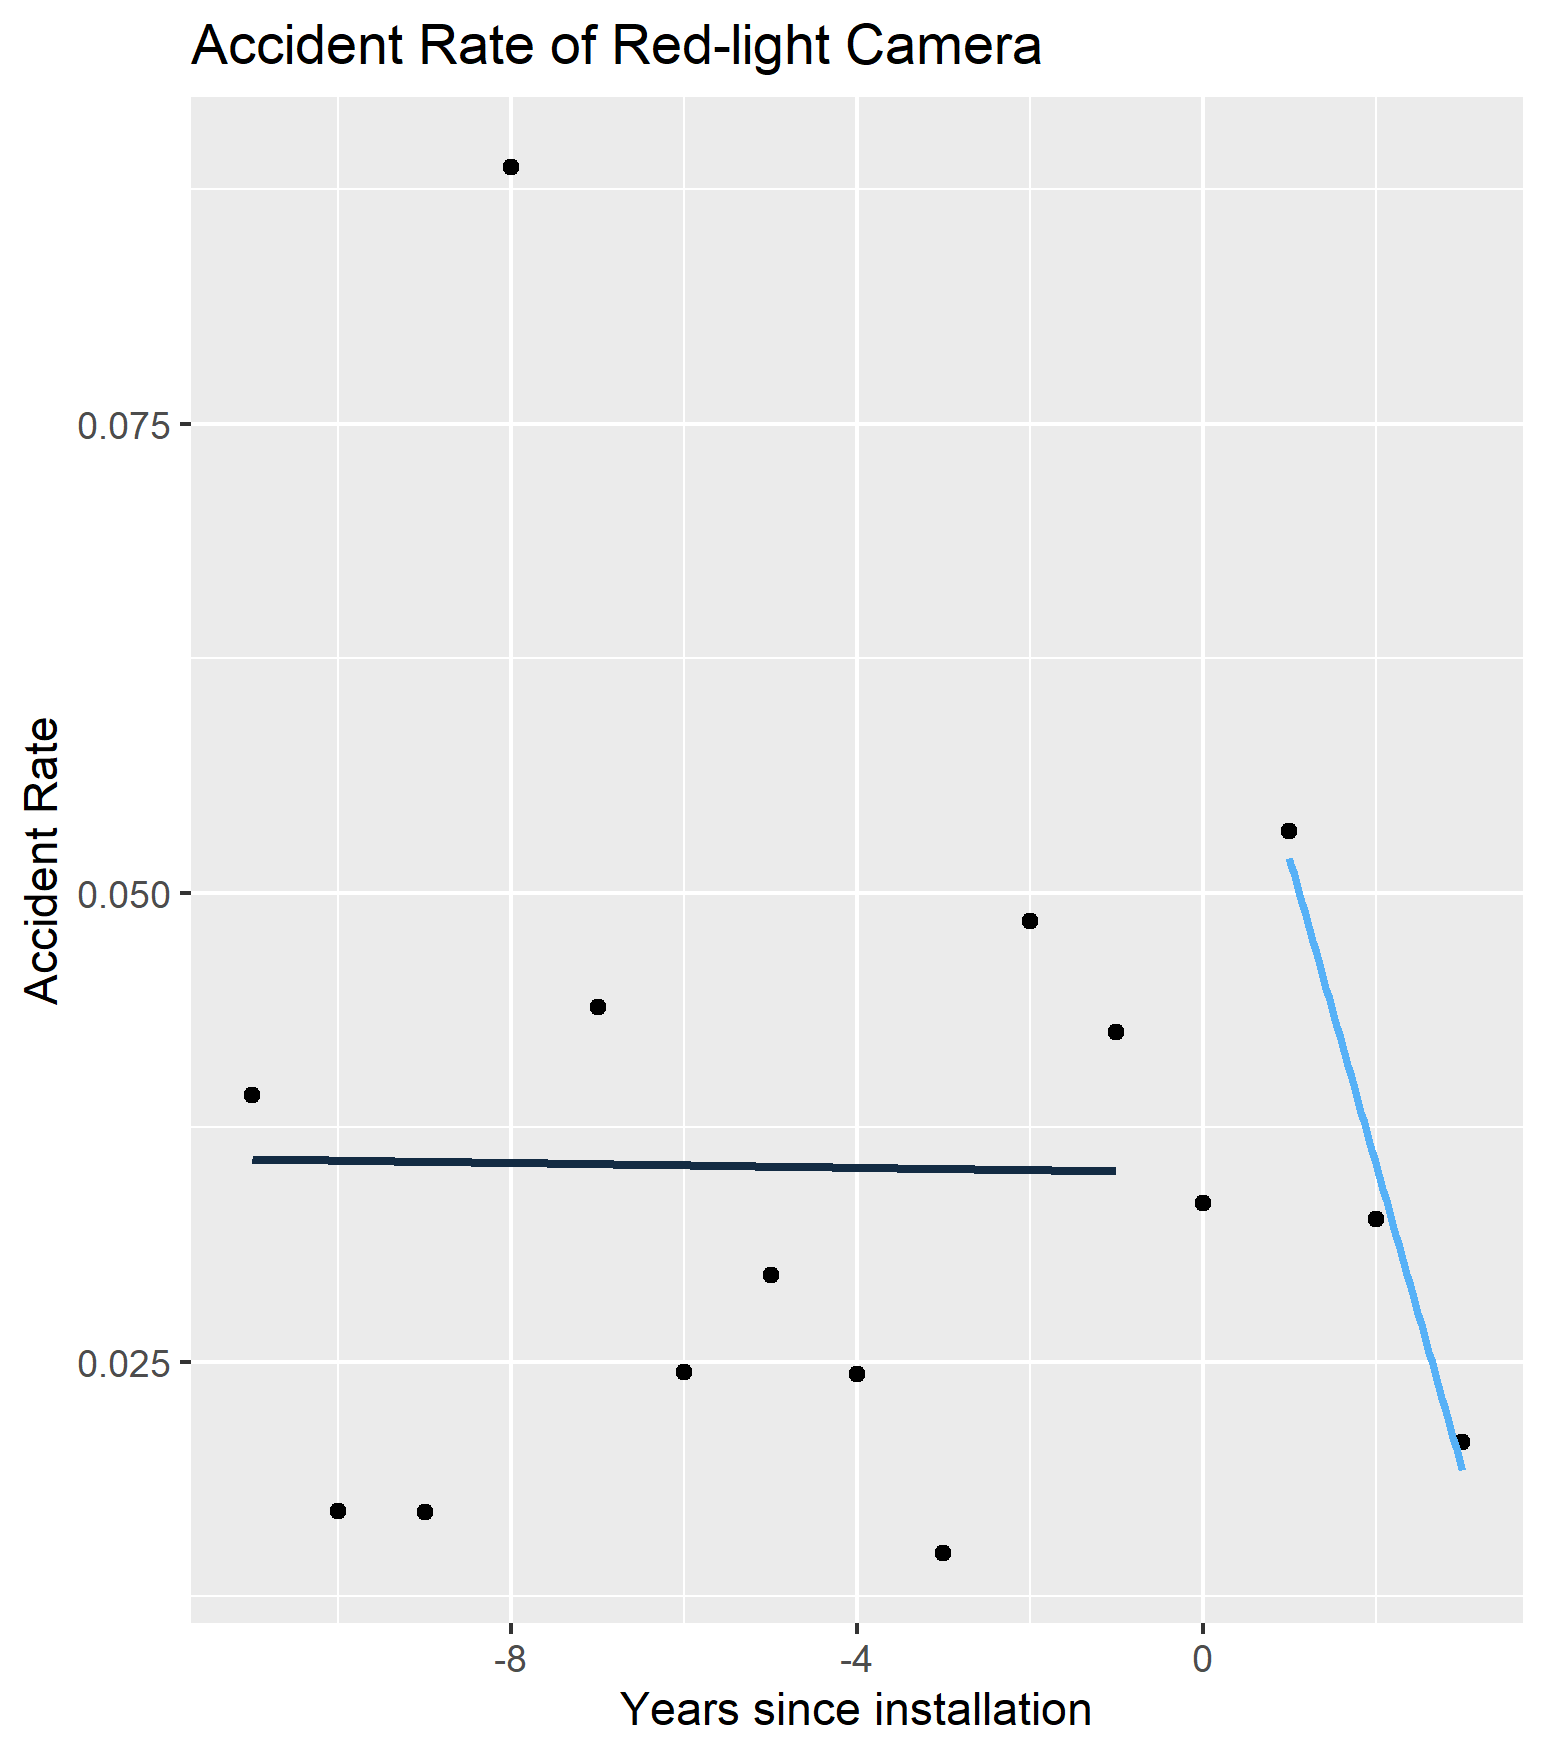 Accident Rate of Red-light Camera
Accident Rate
0.075
0.050
0.025
-8
-4
0
Years since installation